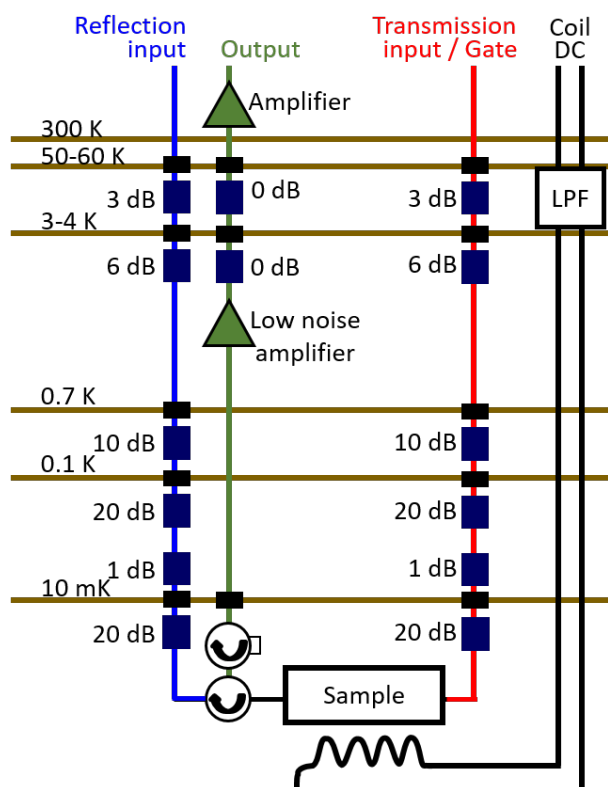 Reflection input
Output
Transmission input / Gate
Coil DC
Amplifier
300 K
50-60 K
3 dB
0 dB
3 dB
LPF
3-4 K
6 dB
0 dB
6 dB
Low noise
amplifier
0.7 K
10 dB
10 dB
0.1 K
20 dB
20 dB
1 dB
1 dB
10 mK
20 dB
20 dB
Sample